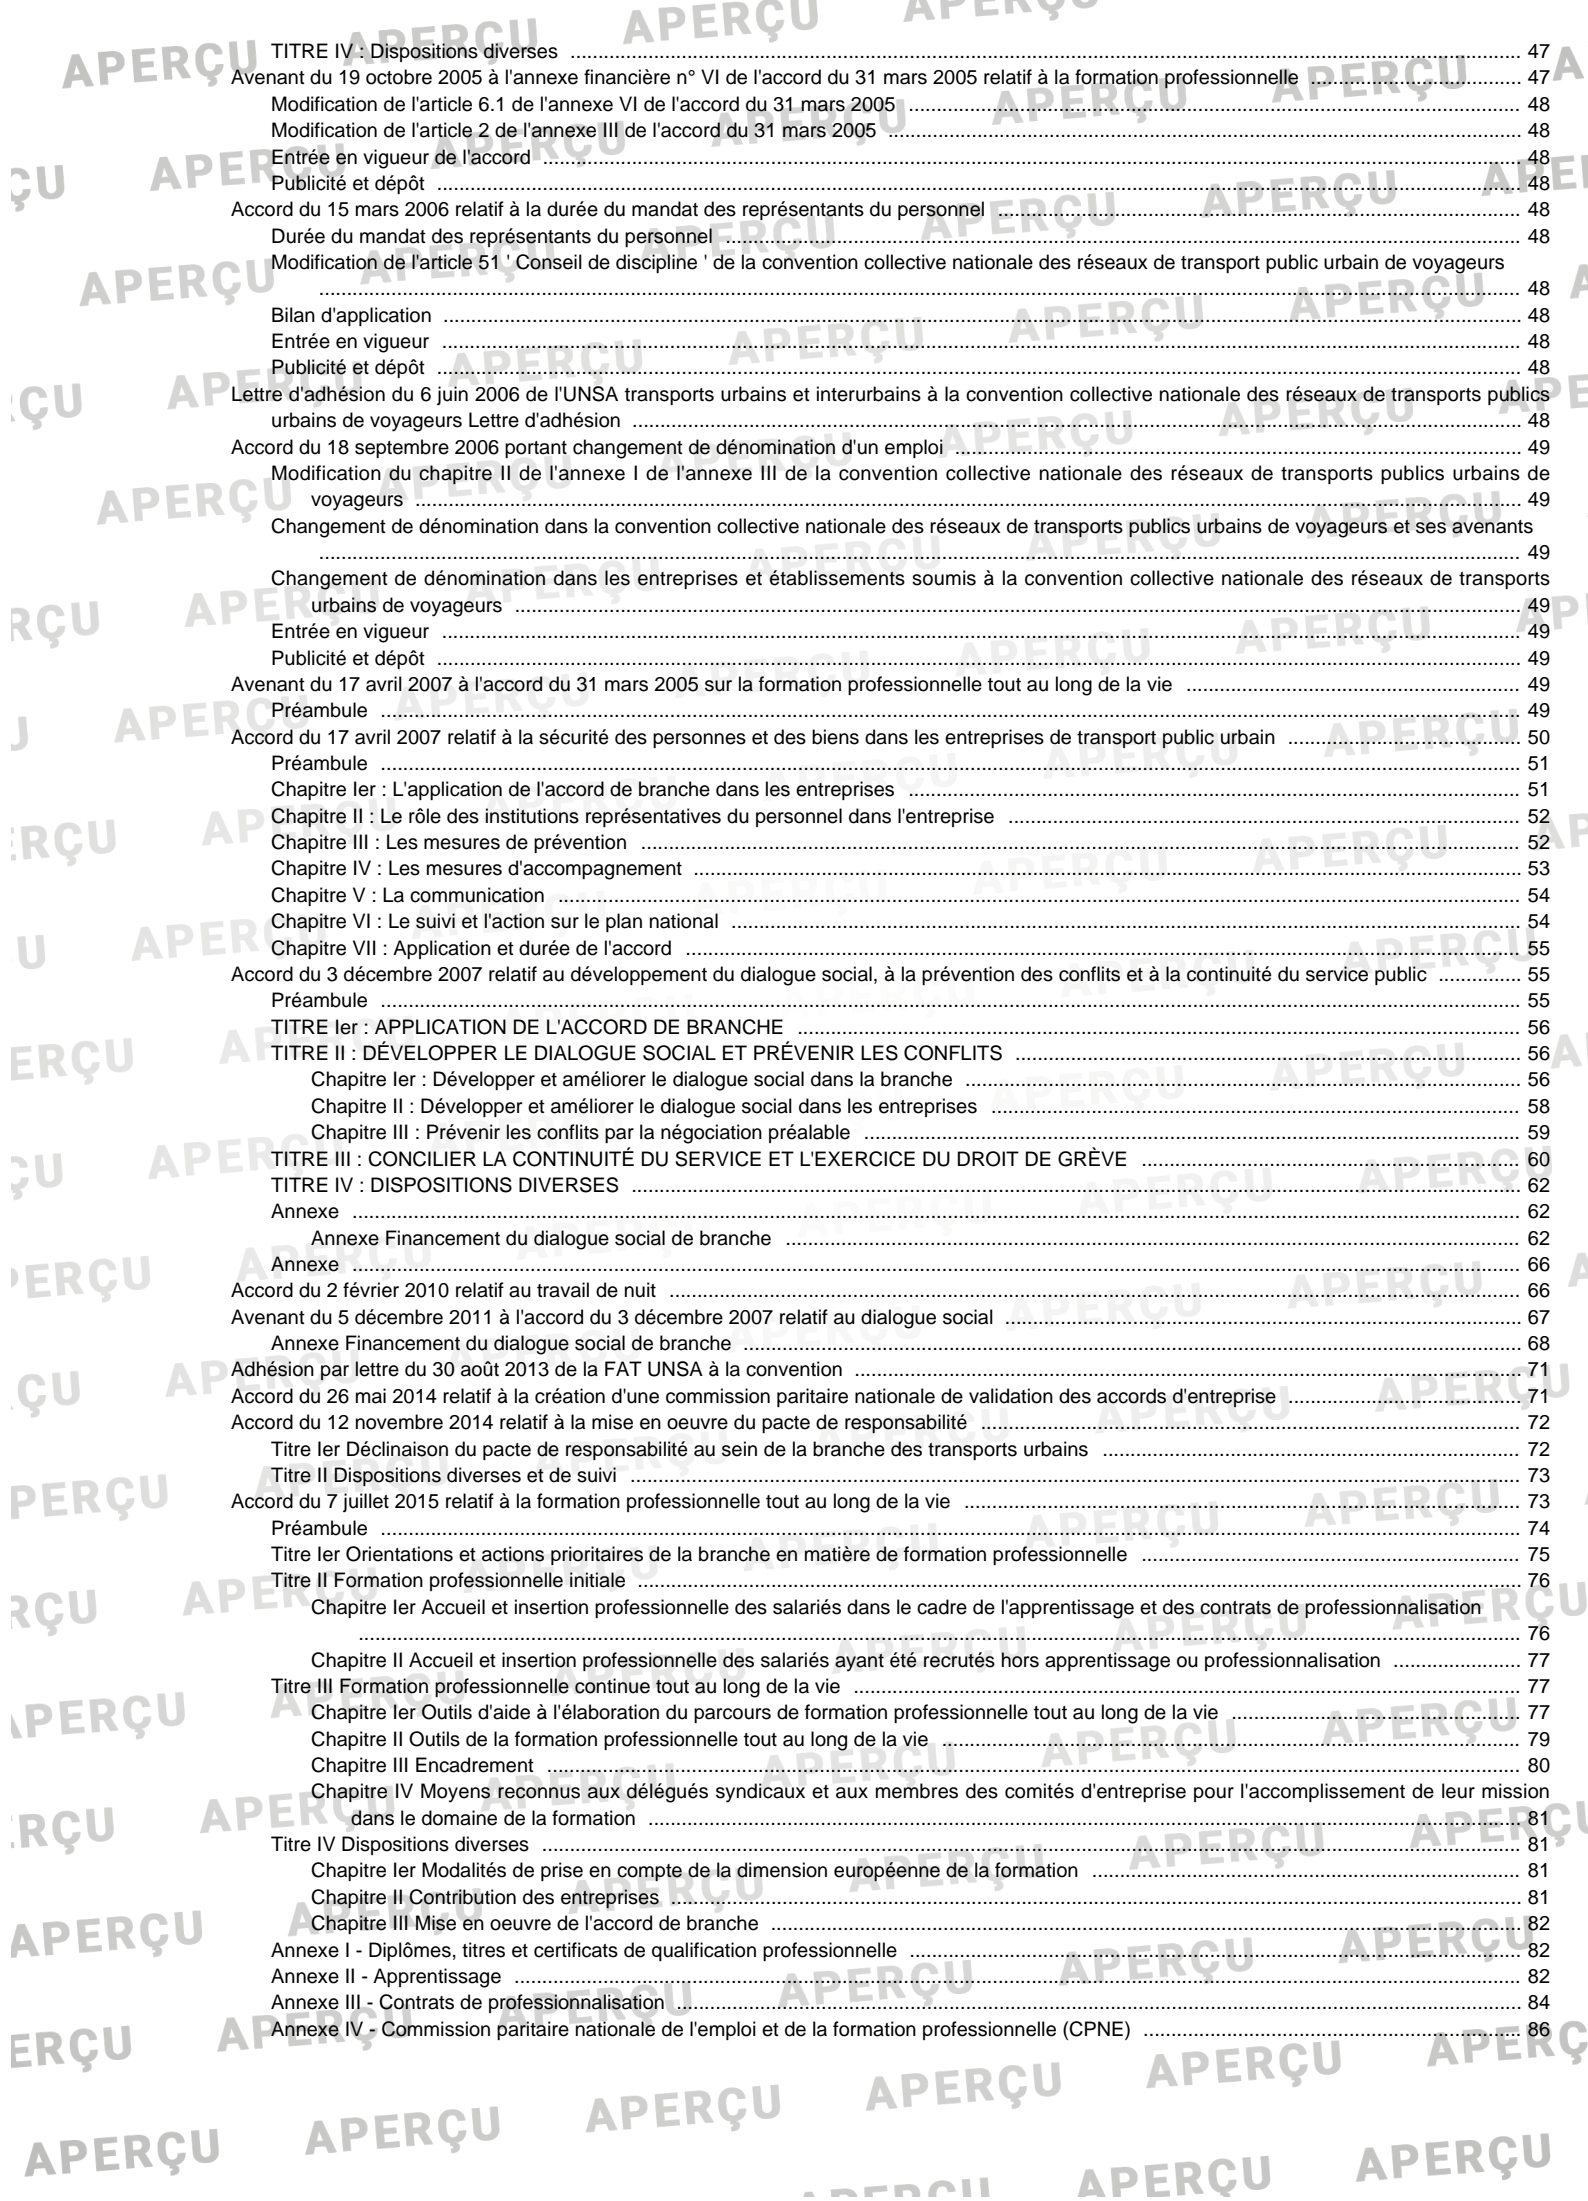 TITRE IV : Dispositions diverses ........ 47
Avenant du 19 octobre 2005 à l'annexe financière n° VI de l'accord du 31 mars 2005 relatif à la formation professionnelle ........ 47
Modification de l'article 6.1 de l'annexe VI de l'accord du 31 mars 2005 ........ 48
Modification de l'article 2 de l'annexe III de l'accord du 31 mars 2005 ........ 48
Entrée en vigueur de l'accord ........ 48
Publicité et dépôt ........ 48
Accord du 15 mars 2006 relatif à la durée du mandat des représentants du personnel ........ 48
Durée du mandat des représentants du personnel ........ 48
Modification de l'article 51 ' Conseil de discipline ' de la convention collective nationale des réseaux de transport public urbain de voyageurs
........ 48
Bilan d'application ........ 48
Entrée en vigueur ........ 48
Publicité et dépôt ........ 48
Lettre d'adhésion du 6 juin 2006 de l'UNSA transports urbains et interurbains à la convention collective nationale des réseaux de transports publics
urbains de voyageurs Lettre d'adhésion ........ 48
Accord du 18 septembre 2006 portant changement de dénomination d'un emploi ........ 49
Modification du chapitre II de l'annexe I de l'annexe III de la convention collective nationale des réseaux de transports publics urbains de
voyageurs ........ 49
Changement de dénomination dans la convention collective nationale des réseaux de transports publics urbains de voyageurs et ses avenants
........ 49
Changement de dénomination dans les entreprises et établissements soumis à la convention collective nationale des réseaux de transports
urbains de voyageurs ........ 49
Entrée en vigueur ........ 49
Publicité et dépôt ........ 49
Avenant du 17 avril 2007 à l'accord du 31 mars 2005 sur la formation professionnelle tout au long de la vie ........ 49
Préambule ........ 49
Accord du 17 avril 2007 relatif à la sécurité des personnes et des biens dans les entreprises de transport public urbain ........ 50
Préambule ........ 51
Chapitre Ier : L'application de l'accord de branche dans les entreprises ........ 51
Chapitre II : Le rôle des institutions représentatives du personnel dans l'entreprise ........ 52
Chapitre III : Les mesures de prévention ........ 52
Chapitre IV : Les mesures d'accompagnement ........ 53
Chapitre V : La communication ........ 54
Chapitre VI : Le suivi et l'action sur le plan national ........ 54
Chapitre VII : Application et durée de l'accord ........ 55
Accord du 3 décembre 2007 relatif au développement du dialogue social, à la prévention des conflits et à la continuité du service public ........ 55
Préambule ........ 55
TITRE Ier : APPLICATION DE L'ACCORD DE BRANCHE ........ 56
TITRE II : DÉVELOPPER LE DIALOGUE SOCIAL ET PRÉVENIR LES CONFLITS ........ 56
Chapitre Ier : Développer et améliorer le dialogue social dans la branche ........ 56
Chapitre II : Développer et améliorer le dialogue social dans les entreprises ........ 58
Chapitre III : Prévenir les conflits par la négociation préalable ........ 59
TITRE III : CONCILIER LA CONTINUITÉ DU SERVICE ET L'EXERCICE DU DROIT DE GRÈVE ........ 60
TITRE IV : DISPOSITIONS DIVERSES ........ 62
Annexe ........ 62
Annexe Financement du dialogue social de branche ........ 62
Annexe ........ 66
Accord du 2 février 2010 relatif au travail de nuit ........ 66
Avenant du 5 décembre 2011 à l'accord du 3 décembre 2007 relatif au dialogue social ........ 67
Annexe Financement du dialogue social de branche ........ 68
Adhésion par lettre du 30 août 2013 de la FAT UNSA à la convention ........ 71
Accord du 26 mai 2014 relatif à la création d'une commission paritaire nationale de validation des accords d'entreprise ........ 71
Accord du 12 novembre 2014 relatif à la mise en oeuvre du pacte de responsabilité ........ 72
Titre Ier Déclinaison du pacte de responsabilité au sein de la branche des transports urbains ........ 72
Titre II Dispositions diverses et de suivi ........ 73
Accord du 7 juillet 2015 relatif à la formation professionnelle tout au long de la vie ........ 73
Préambule ........ 74
Titre Ier Orientations et actions prioritaires de la branche en matière de formation professionnelle ........ 75
Titre II Formation professionnelle initiale ........ 76
Chapitre Ier Accueil et insertion professionnelle des salariés dans le cadre de l'apprentissage et des contrats de professionnalisation
........ 76
Chapitre II Accueil et insertion professionnelle des salariés ayant été recrutés hors apprentissage ou professionnalisation ........ 77
Titre III Formation professionnelle continue tout au long de la vie ........ 77
Chapitre Ier Outils d'aide à l'élaboration du parcours de formation professionnelle tout au long de la vie ........ 77
Chapitre II Outils de la formation professionnelle tout au long de la vie ........ 79
Chapitre III Encadrement ........ 80
Chapitre IV Moyens reconnus aux délégués syndicaux et aux membres des comités d'entreprise pour l'accomplissement de leur mission
dans le domaine de la formation ........ 81
Titre IV Dispositions diverses ........ 81
Chapitre Ier Modalités de prise en compte de la dimension européenne de la formation ........ 81
Chapitre II Contribution des entreprises ........ 81
Chapitre III Mise en oeuvre de l'accord de branche ........ 82
Annexe I - Diplômes, titres et certificats de qualification professionnelle ........ 82
Annexe II - Apprentissage ........ 82
Annexe III - Contrats de professionnalisation ........ 84
Annexe IV - Commission paritaire nationale de l'emploi et de la formation professionnelle (CPNE) ........ 86
APERÇU